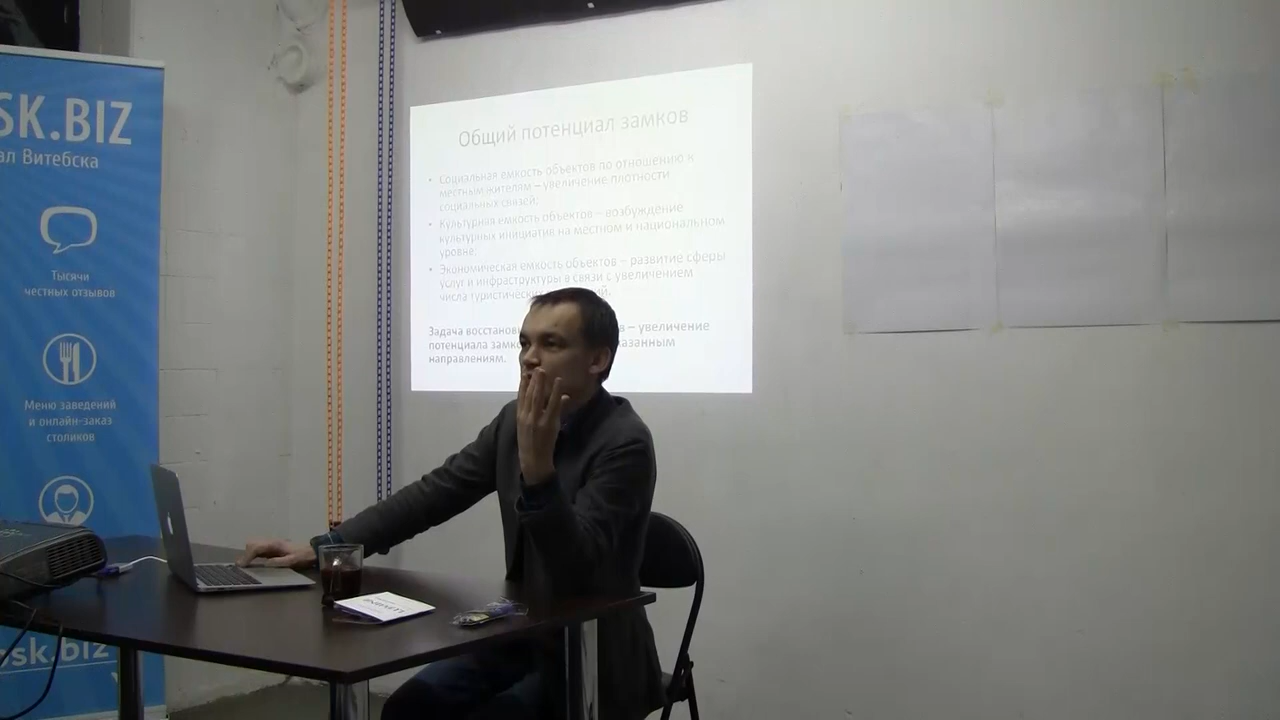 SK.BIZ
ал Витебска
Тысячи
честных отзывов
Меню заведений
и онлайн-заказ
столиков
sk.biz
Общий потенциал замков
• Социальная емкость объектов по отношению к
местным жителям – увеличение плотности
социальных связей;
• Культурная емкость объектов – возбуждение
культурных инициатив на местном и национальном
уровне;
• Экономическая емкость объектов – развитие сферы
услуг и инфраструктуры в связи с увеличением
числа туристических
Задача – увеличение
потенциала
направлениям.